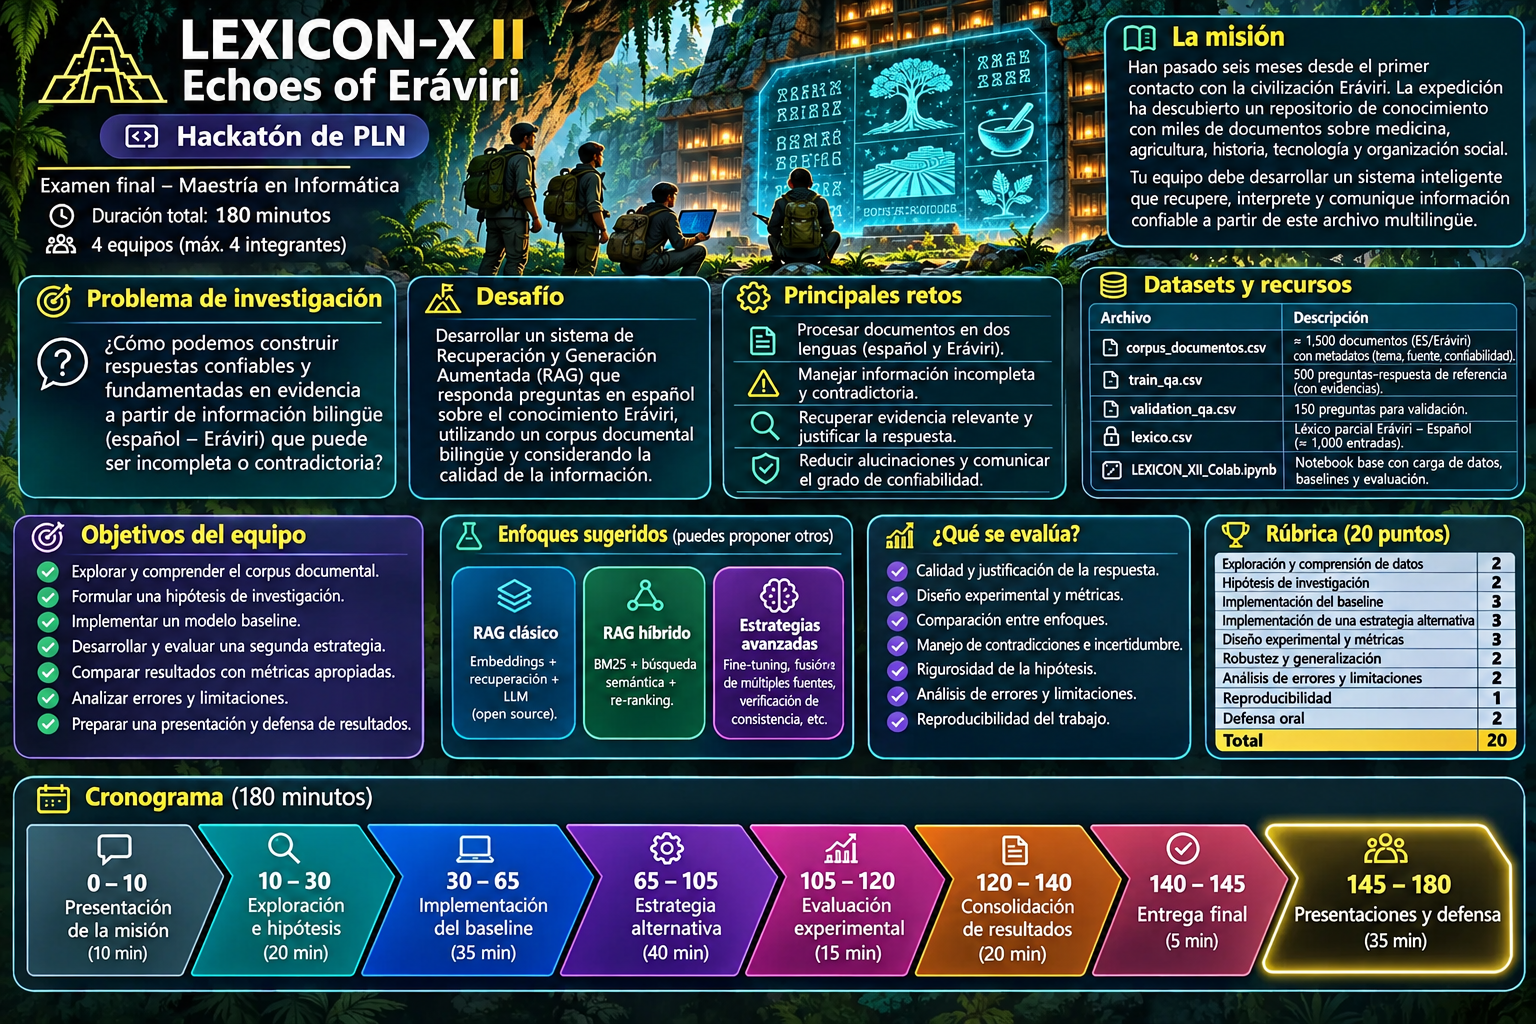 LEXICON-X II
Echoes of Eráviri
Hackatón de PLN
Examen final – Maestría en Informática
Duración total: 180 minutos
4 equipos (máx. 4 integrantes)
La misión
Han pasado seis meses desde el primer
contacto con la civilización Eráviri. La expedición
ha descubierto un repositorio de conocimiento
con miles de documentos sobre medicina,
agricultura, historia, tecnología y organización social.
Tu equipo debe desarrollar un sistema inteligente
que recupere, interprete y comunique información
confiable a partir de este archivo multilingüe.
Problema de investigación
¿Cómo podemos construir
respuestas confiables y
fundamentadas en evidencia
a partir de información bilingüe
(español – Eráviri) que puede
ser incompleta o contradictoria?
Desafío
Desarrollar un sistema de
Recuperación y Generación
Aumentada (RAG) que
responda preguntas en español
sobre el conocimiento Eráviri,
utilizando un corpus documental
bilingüe y considerando la
calidad de la información.
Principales retos
Procesar documentos en dos
lenguas (español y Eráviri).
Manejar información incompleta
y contradictoria.
Recuperar evidencia relevante y
justificar la respuesta.
Reducir alucinaciones y comunicar
el grado de confiabilidad.
Datasets y recursos
Archivo Descripción
corpus_documentos.csv ≈ 1,500 documentos (ES/Eráviri)
con metadatos (tema, fuente, confiabilidad).
train_qa.csv 500 preguntas–respuesta de referencia
(con evidencias).
validation_qa.csv 150 preguntas para validación.
lexico.csv Léxico parcial Eráviri – Español
(≈ 1,000 entradas).
LEXICON_XII_Colab.ipynb Notebook base con carga de datos,
baselines y evaluación.
Objetivos del equipo
Explorar y comprender el corpus documental.
Formular una hipótesis de investigación.
Implementar un modelo baseline.
Desarrollar y evaluar una segunda estrategia.
Comparar resultados con métricas apropiadas.
Analizar errores y limitaciones.
Preparar una presentación y defensa de resultados.
Enfoques sugeridos (puedes proponer otros)
RAG clásico
Embeddings +
recuperación +
LLM
(open source).
RAG híbrido
BM25 + búsqueda
semántica +
re-ranking.
Estrategias
avanzadas
Fine-tuning,
de múltiples fuentes,
verificación de
consistencia, etc.
¿Qué se evalúa?
Calidad y justificación de la respuesta.
Diseño experimental y métricas.
Comparación entre enfoques.
Manejo de contradicciones e incertidumbre.
Rigurosidad de la hipótesis.
Análisis de errores y limitaciones.
Reproducibilidad del trabajo.
Rúbrica (20 puntos)
Exploración y comprensión de datos 2
Hipótesis de investigación 2
Implementación del baseline 3
Implementación de una estrategia alternativa 3
Diseño experimental y métricas 3
Robustez y generalización 2
Análisis de errores y limitaciones 2
Reproducibilidad 1
Defensa oral 2
Total 20
Cronograma (180 minutos)
0 – 10
Presentación
de la misión
(10 min)
10 – 30
Exploración
e hipótesis
(20 min)
30 – 65
Implementación
del baseline
(35 min)
65 – 105
Estrategia
alternativa
(40 min)
105 – 120
Evaluación
experimental
(15 min)
120 – 140
Consolidación
de resultados
(20 min)
140 – 145
Entrega final
(5 min)
145 – 180
Presentaciones y defensa
(35 min)